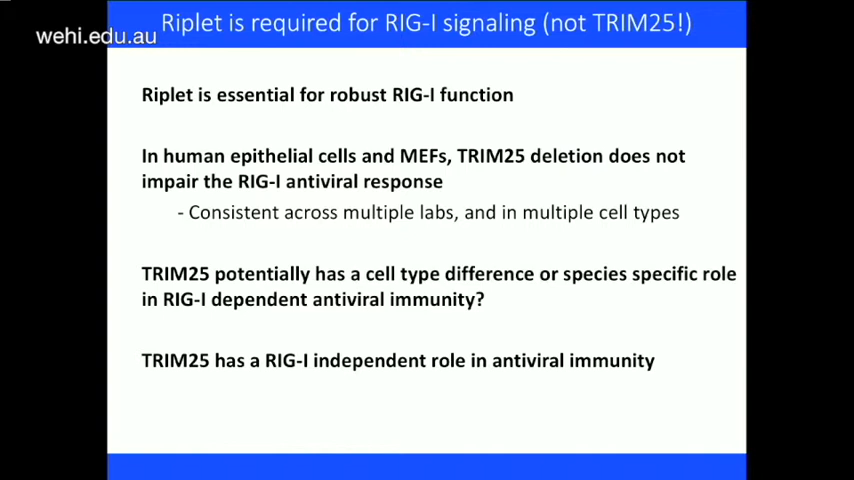 Riplet is required for RIG-I signaling (not TRIM25!)
wehi.edu.au
Riplet is essential for robust RIG-I function
In human epithelial cells and MEFs, TRIM25 deletion does not
impair the RIG-I antiviral response
- Consistent across multiple labs, and in multiple cell types
TRIM25 potentially has a cell type difference or species specific role
in RIG-I dependent antiviral immunity?
TRIM25 has a RIG-I independent role in antiviral immunity